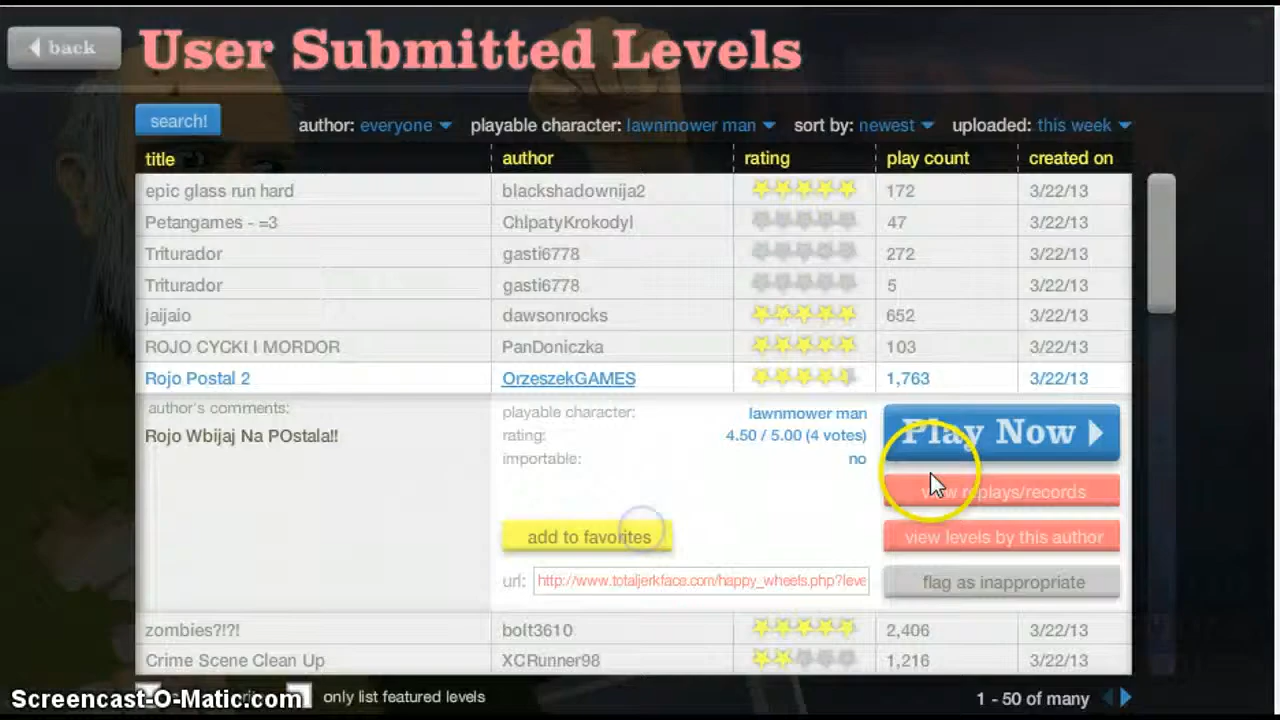 back
User Submitted Levels
search!
author: everyone playable character: lawnmower man sort by: newest uploaded: this week
title author rating play count created on
epic glass run hard blackshadownija2 172 3/22/13
Petangames - =3 ChlpatyKrokodyl 47 3/22/13
Triturador gasti6778 272 3/22/13
Triturador gasti6778 5 3/22/13
jaijaio dawsonrocks 652 3/22/13
ROJO CYCKI I MORDOR PanDoniczka 103 3/22/13
Rojo Postal 2 OrzeszekGAMES 1,763 3/22/13
author's comments:
Rojo Wbijaj Na POstala!!
playable character: lawnmower man
rating: 4.50 / 5.00 (4 votes)
importable: no
Play Now
view replays/records
add to favorites
view levels by this author
url: http://www.totaljerkface.com/happy_wheels.php?leve
flag as inappropriate
zombies?!?! bolt3610 2,406 3/22/13
Crime Scene Clean Up XCRunner98 1,216 3/22/13
only list featured levels
1 - 50 of many
Screencast-O-Matic.com